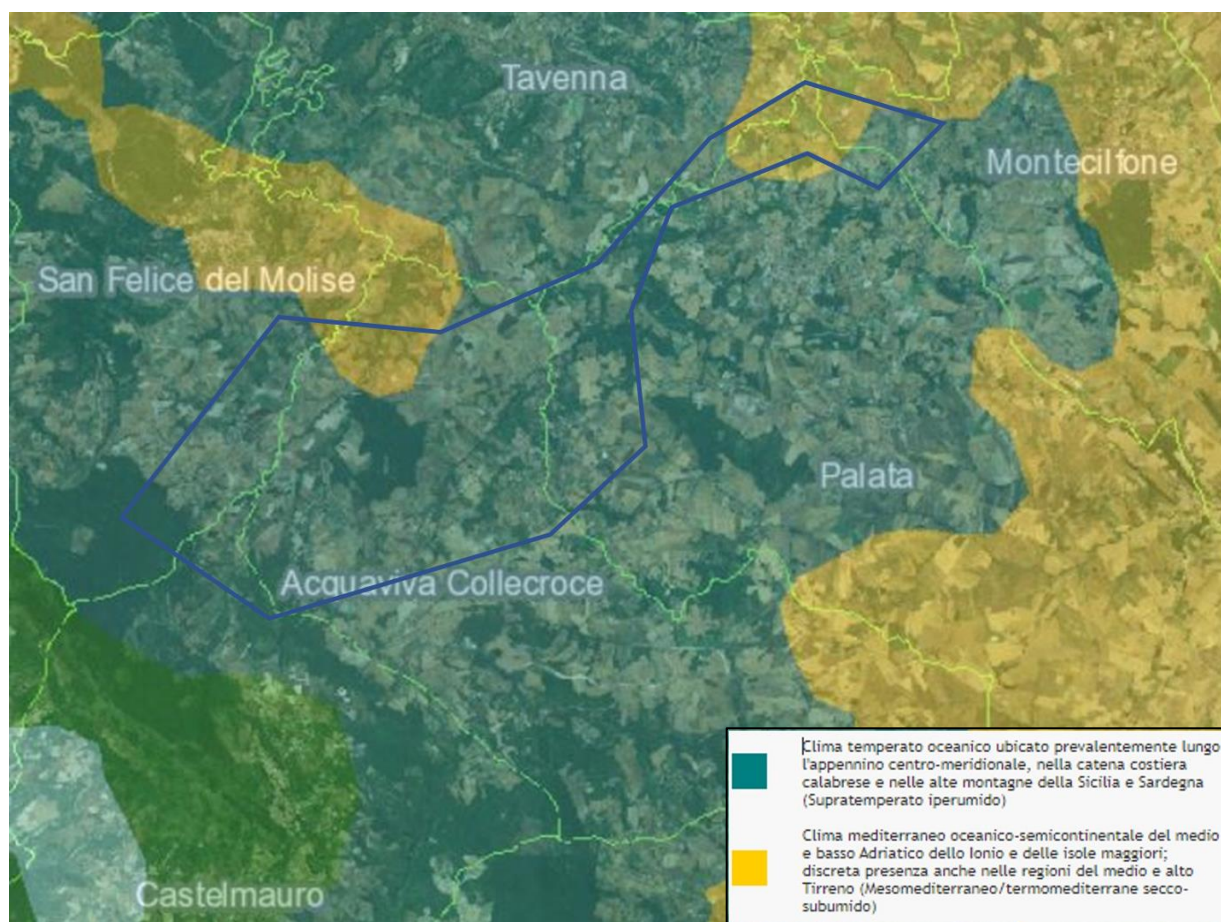 Tavenna
Montecilfone
San Felice del Molise
Palata
Acquaviva Collecroce
Castelmauro
Clima temperato oceanico ubicato prevalentemente lungo
l'appennino centro-meridionale, nella catena costiera
calabrese e nelle alte montagne della Sicilia e Sardegna
(Supratemperato iperumido)
Clima mediterraneo oceanico-semicontinentale del medio
e basso Adriatico dello Ionio e delle isole maggiori;
discreta presenza anche nelle regioni del medio e alto
Tirreno (Mesomediterraneo/termomediterrane secco-
subumido)